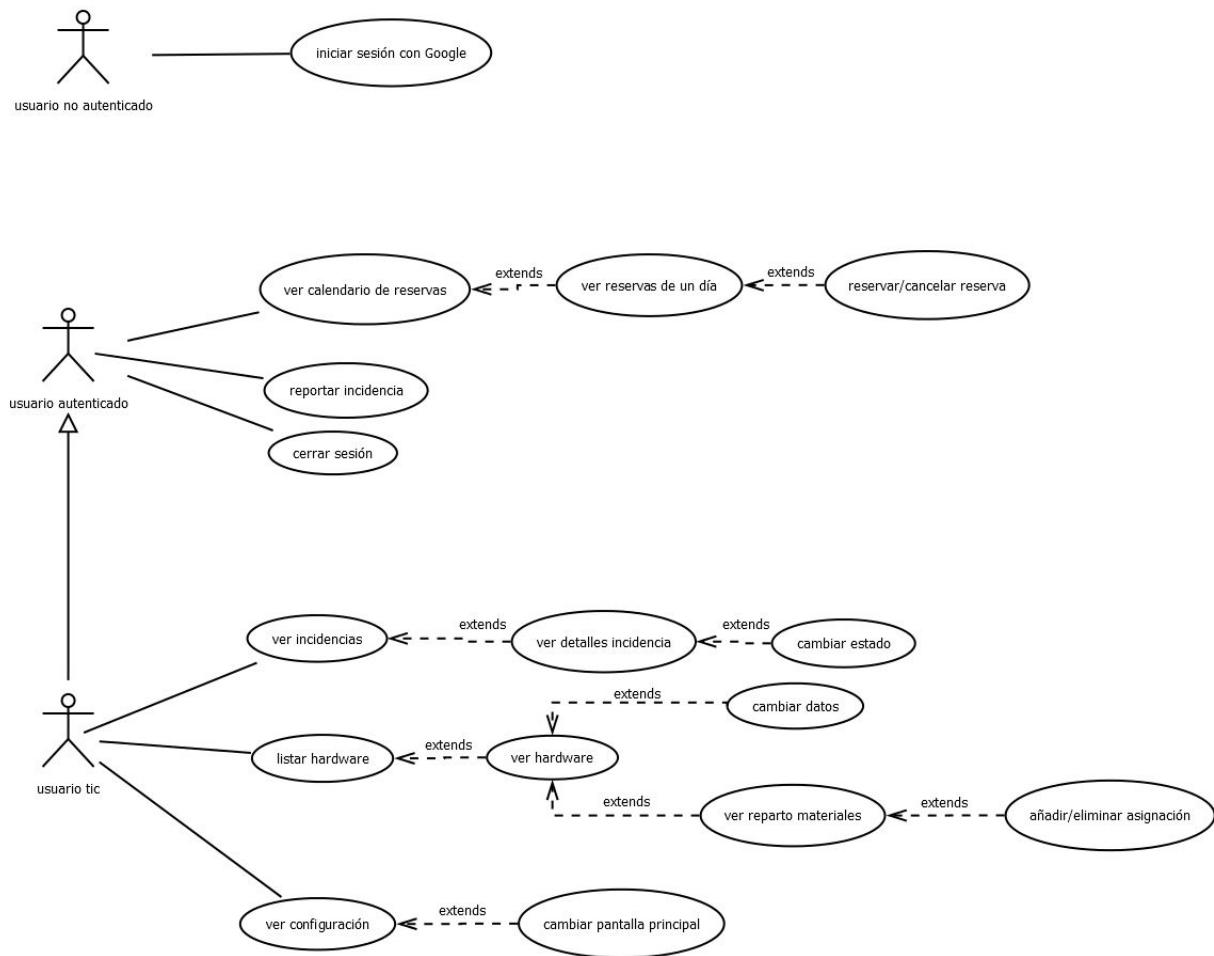 iniciar sesión con Google
usuario no autenticado
ver calendario de reservas
extends
ver reservas de un día
extends
reservar/cancelar reserva
reportar incidencia
usuario autenticado
cerrar sesión
ver incidencias
extends
ver detalles incidencia
extends
cambiar estado
extends
cambiar datos
listar hardware
extends
ver hardware
usuario tic
extends
ver reparto materiales
extends
añadir/eliminar asignación
ver configuración
extends
cambiar pantalla principal